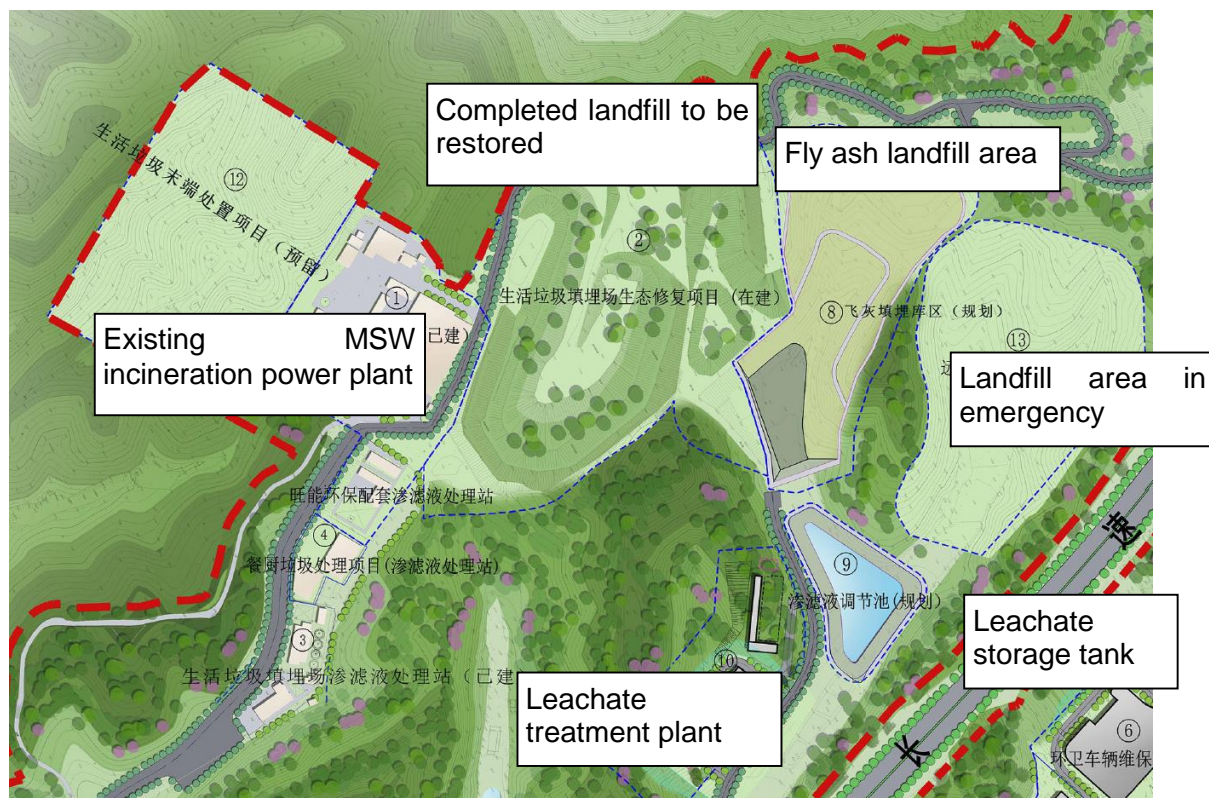 Completed landfill to be
restored
Fly ash landfill area
⑫
生活垃圾末端处置项目（预留）
②
生活垃圾填埋场生态修复项目（在建）
①
已建）
⑧飞灰填埋库区（规划）
⑬
Existing MSW
incineration power plant
远
Landfill area in
emergency
旺能环保配套渗滤液处理站
④
餐厨垃圾处理项目(渗滤液处理站)
速
⑨
渗滤液调节池(规划)
③
生活垃圾填埋场渗滤液处理站（已建
⑩
Leachate
storage tank
Leachate
treatment plant
⑥
环卫车辆维保
长